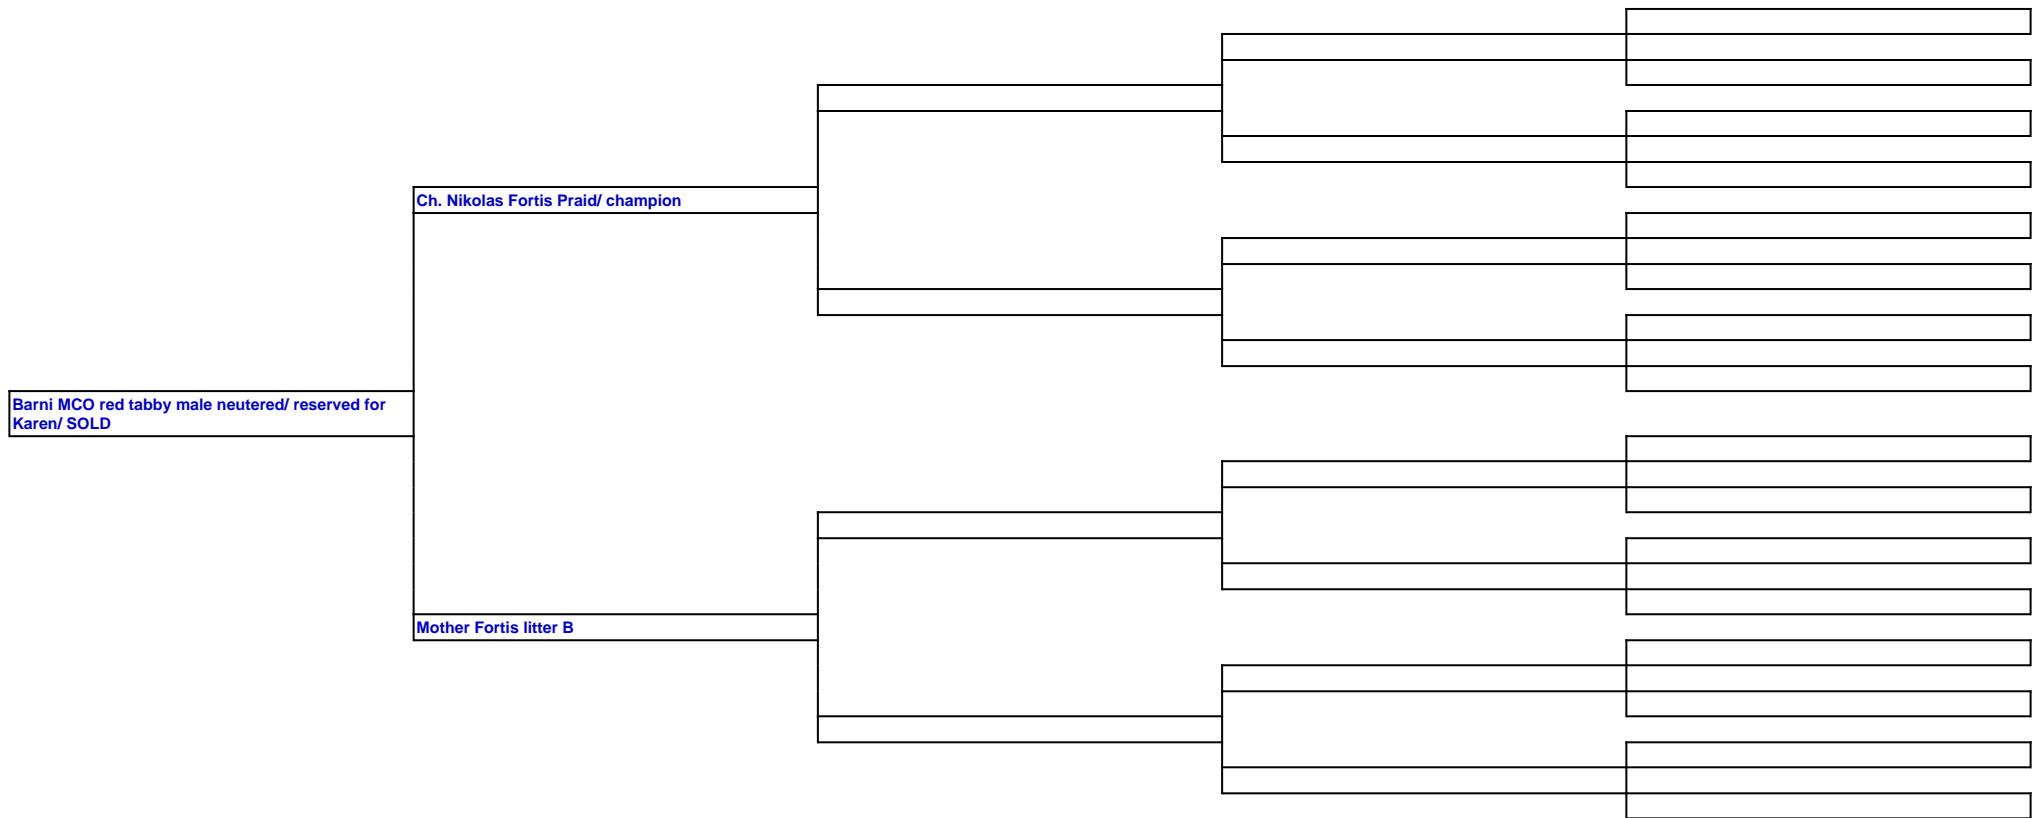 Ch. Nikolas Fortis Praid/ champion
Barni MCO red tabby male neutered/ reserved for
Karen/ SOLD
Mother Fortis litter B